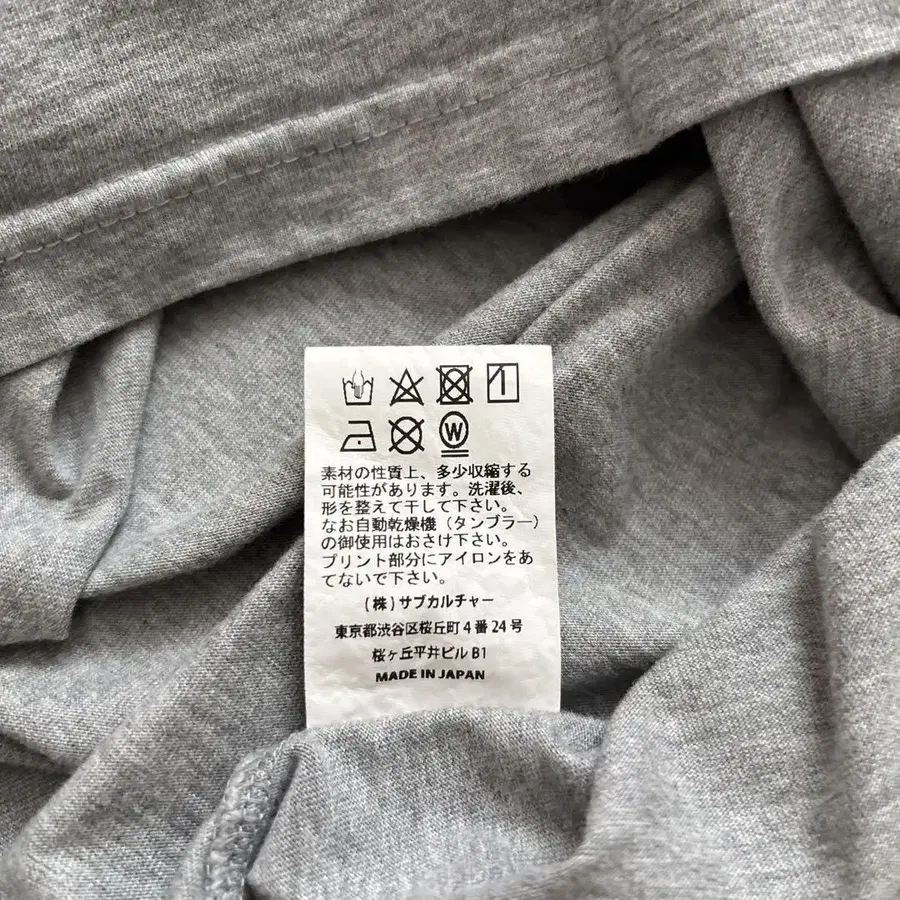 W
素材の性質上、多少収縮する
可能性があります。洗濯後、
形を整えて干して下さい。
なお自動乾燥機（タンブラー）
の御使用はおさけ下さい。
プリント部分にアイロンをあ
てないで下さい。
(株) サブカルチャー
東京都渋谷区桜丘町4番24号
桜ヶ丘平井ビル B1
MADE IN JAPAN